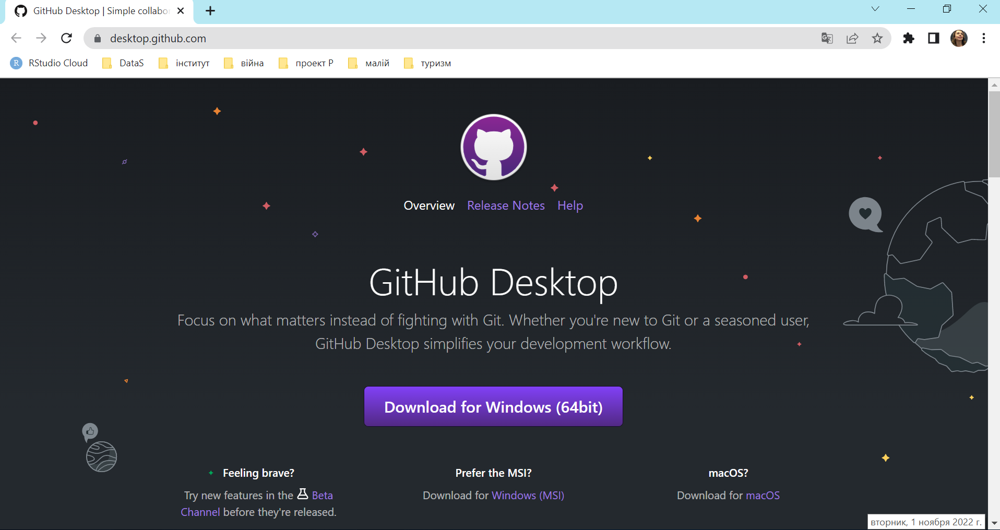 GitHub Desktop | Simple collabo
desktop.github.com
R RStudio Cloud DataS інститут війна проект Р малій туризм
Overview Release Notes Help
GitHub Desktop
Focus on what matters instead of fighting with Git. Whether you're new to Git or a seasoned user,
GitHub Desktop simplifies your development workflow.
Download for Windows (64bit)
Feeling brave?
Try new features in the Beta
Channel before they're released.
Prefer the MSI?
Download for Windows (MSI)
macOS?
Download for macOS
вторник, 1 ноября 2022 г.